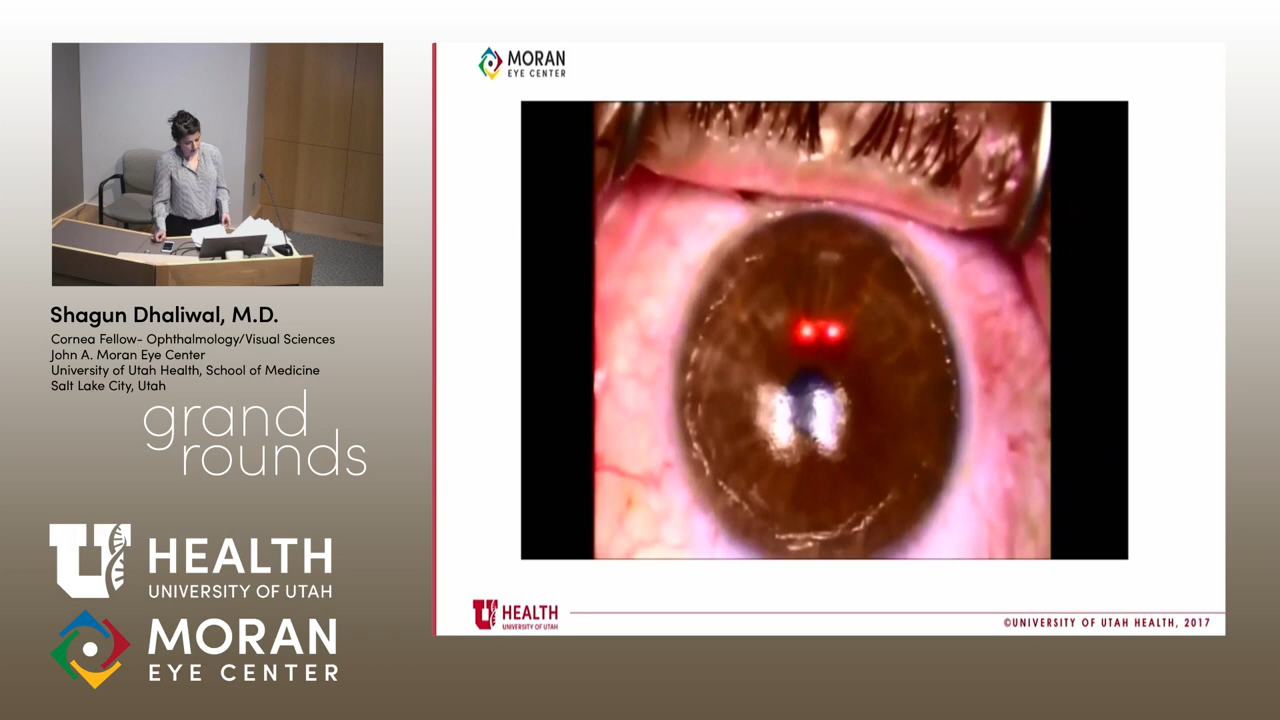 Shagun Dhaliwal, M.D.
Cornea Fellow- Ophthalmology/Visual Sciences
John A. Moran Eye Center
University of Utah Health, School of Medicine
Salt Lake City, Utah
grand
rounds
U HEALTH
UNIVERSITY OF UTAH
MORAN
EYE CENTER
MORAN
EYE CENTER
U HEALTH
UNIVERSITY OF UTAH
©UNIVERSITY OF UTAH HEALTH, 2017